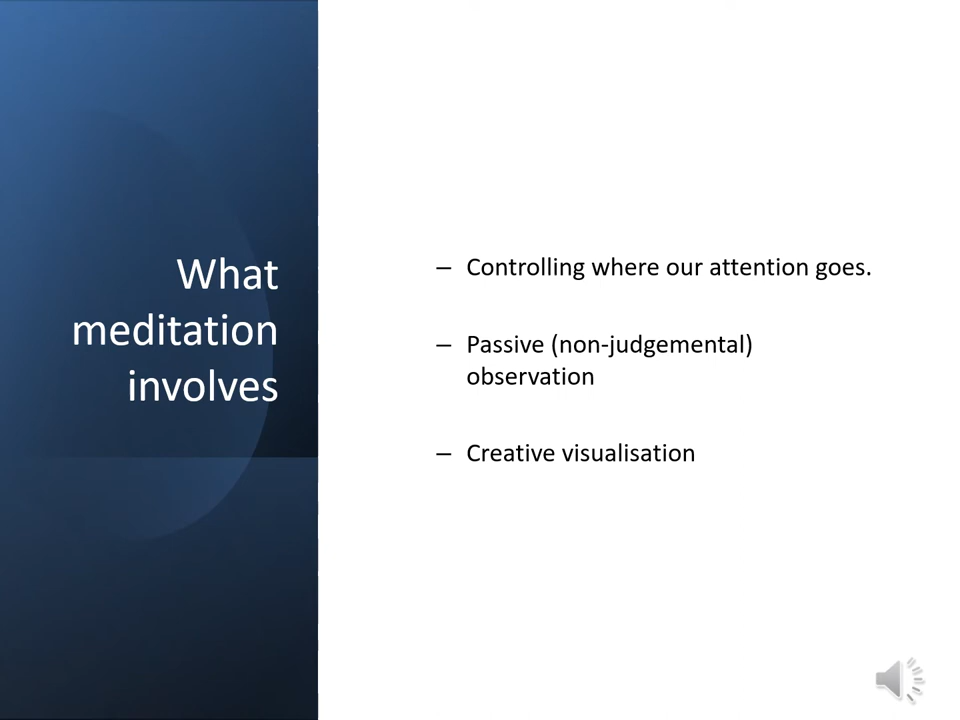 What
meditation
involves
– Controlling where our attention goes.
– Passive (non-judgemental)
observation
– Creative visualisation